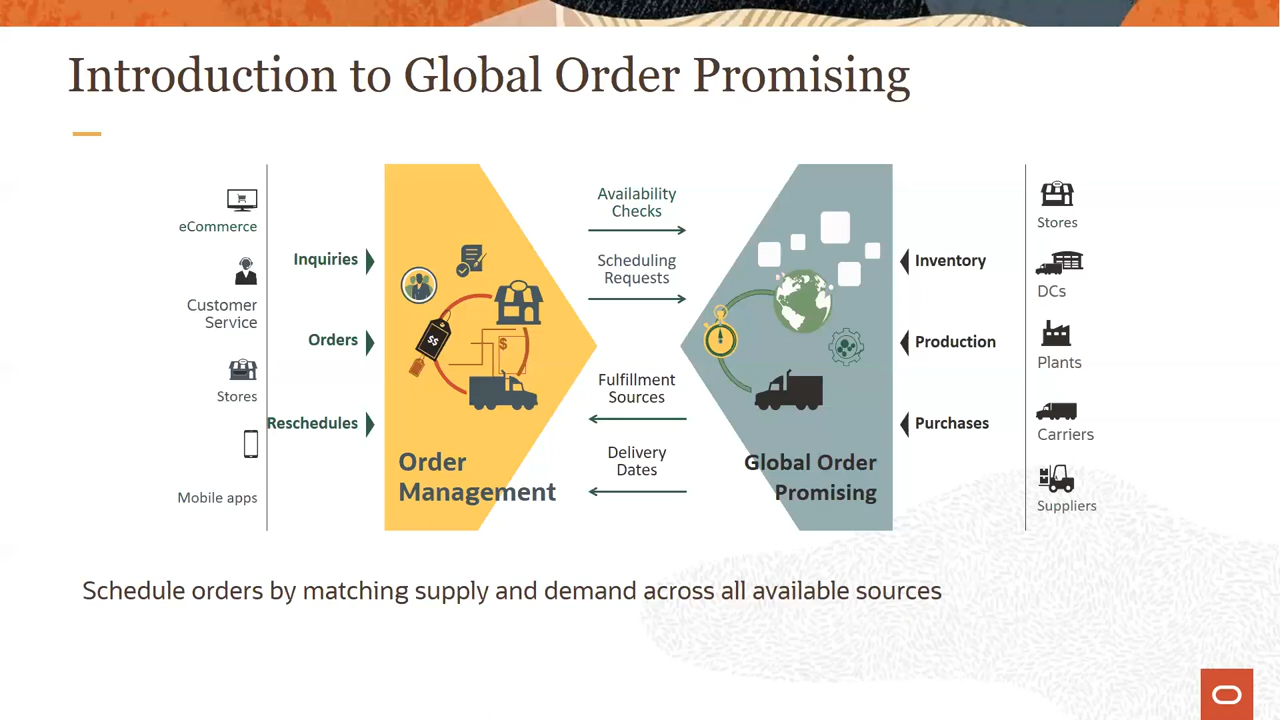 Introduction to Global Order Promising
eCommerce
Customer
Service
Stores
Mobile apps
Inquiries
Orders
Reschedules
$$
$
Order
Management
Availability
Checks
Scheduling
Requests
Fulfillment
Sources
Delivery
Dates
Global Order
Promising
Inventory
Production
Purchases
Stores
DCs
Plants
Carriers
Suppliers
Schedule orders by matching supply and demand across all available sources